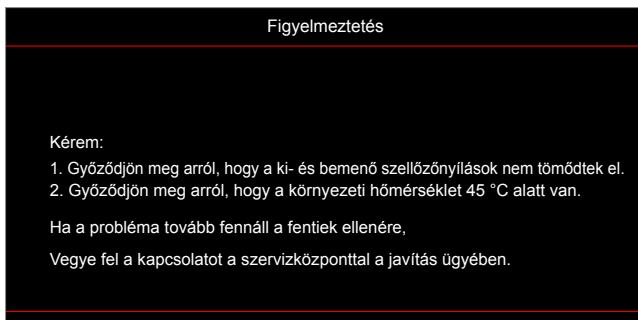 Figyelmeztetés
Kérem:
1. Győződjön meg arról, hogy a ki- és bemenő szellőzőnyílások nem tömődtek el.
2. Győződjön meg arról, hogy a környezeti hőmérséklet 45 °C alatt van.
Ha a probléma tovább fennáll a fentiek ellenére,
Vegye fel a kapcsolatot a szervizközponttal a javítás ügyében.